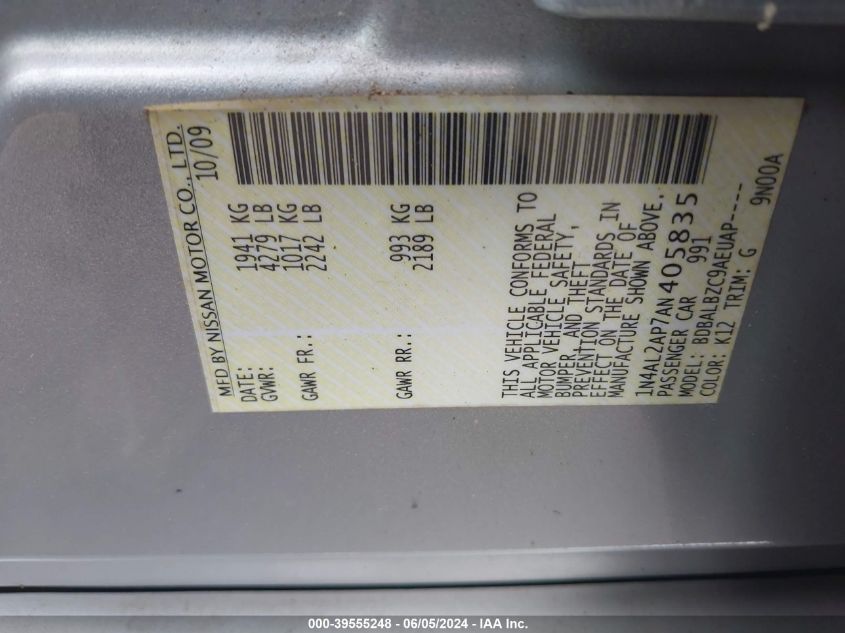 MFD BY NISSAN MOTOR CO., LTD.
DATE: 10/09
GVWR: 1941 KG
4279 LB
GAWR FR.: 1017 KG
2242 LB
GAWR RR.: 993 KG
2189 LB
THIS VEHICLE CONFORMS TO
ALL APPLICABLE FEDERAL
MOTOR VEHICLE SAFETY,
BUMPER, AND THEFT
PREVENTION STANDARDS IN
EFFECT ON THE DATE OF
MANUFACTURE SHOWN ABOVE.
1N4AL2AP7AN405835
PASSENGER CAR 991
MODEL: BDBALBZC9AEUAP-----
COLOR: K12 TRIM: G 9N00A
000-39555248 - 06/05/2024 - IAA Inc.